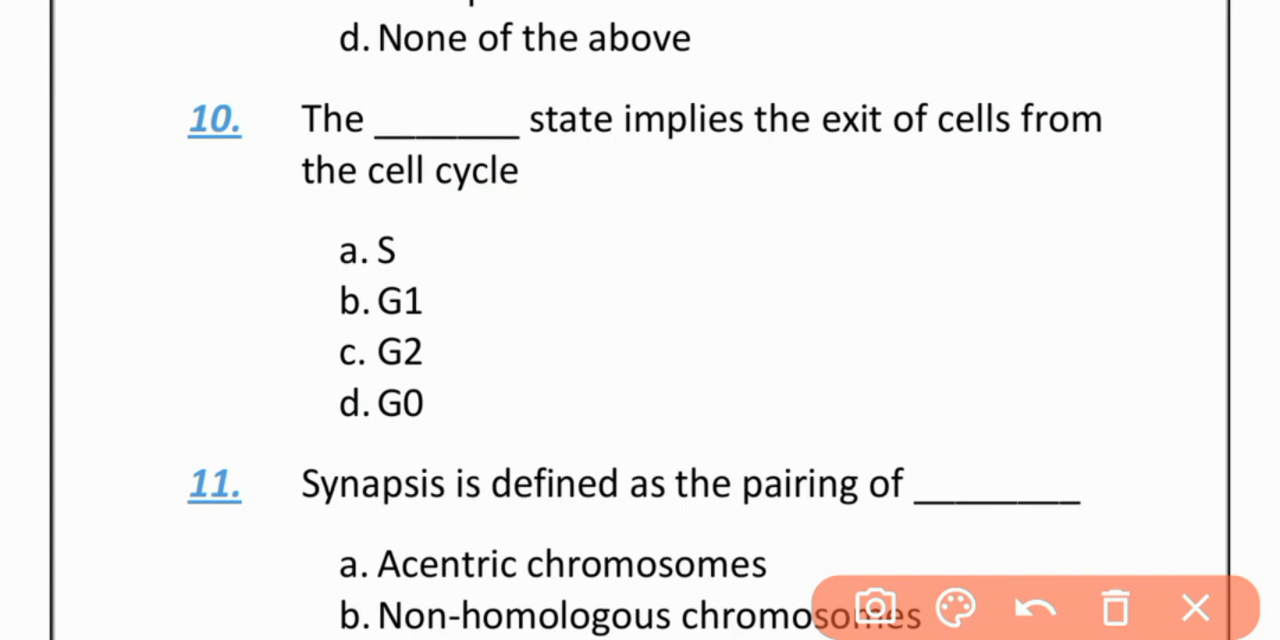 d. None of the above
10. The _______ state implies the exit of cells from
the cell cycle
a. S
b. G1
c. G2
d. G0
11. Synapsis is defined as the pairing of ________
a. Acentric chromosomes
b. Non-homologous chromosomes